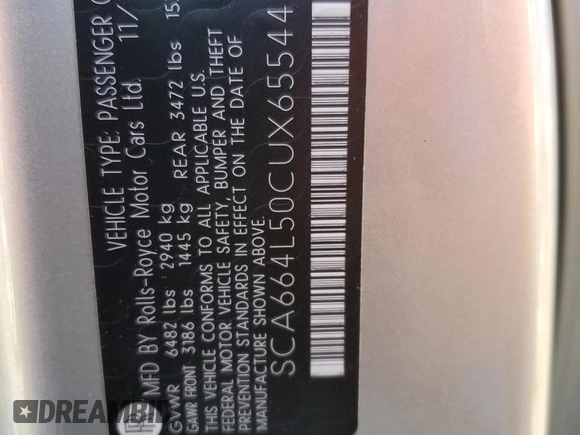 VEHICLE TYPE: PASSENGER
11/
MFD BY Rolls-Royce Motor Cars Ltd.
GVWR 6482 lbs 2940 kg
GAWR FRONT 3186 lbs 1445 kg REAR 3472 lbs
THIS VEHICLE CONFORMS TO ALL APPLICABLE U.S.
FEDERAL MOTOR VEHICLE SAFETY, BUMPER AND THEFT
PREVENTION STANDARDS IN EFFECT ON THE DATE OF
MANUFACTURE SHOWN ABOVE.
SCA664L50CUX65544
DREAMBID